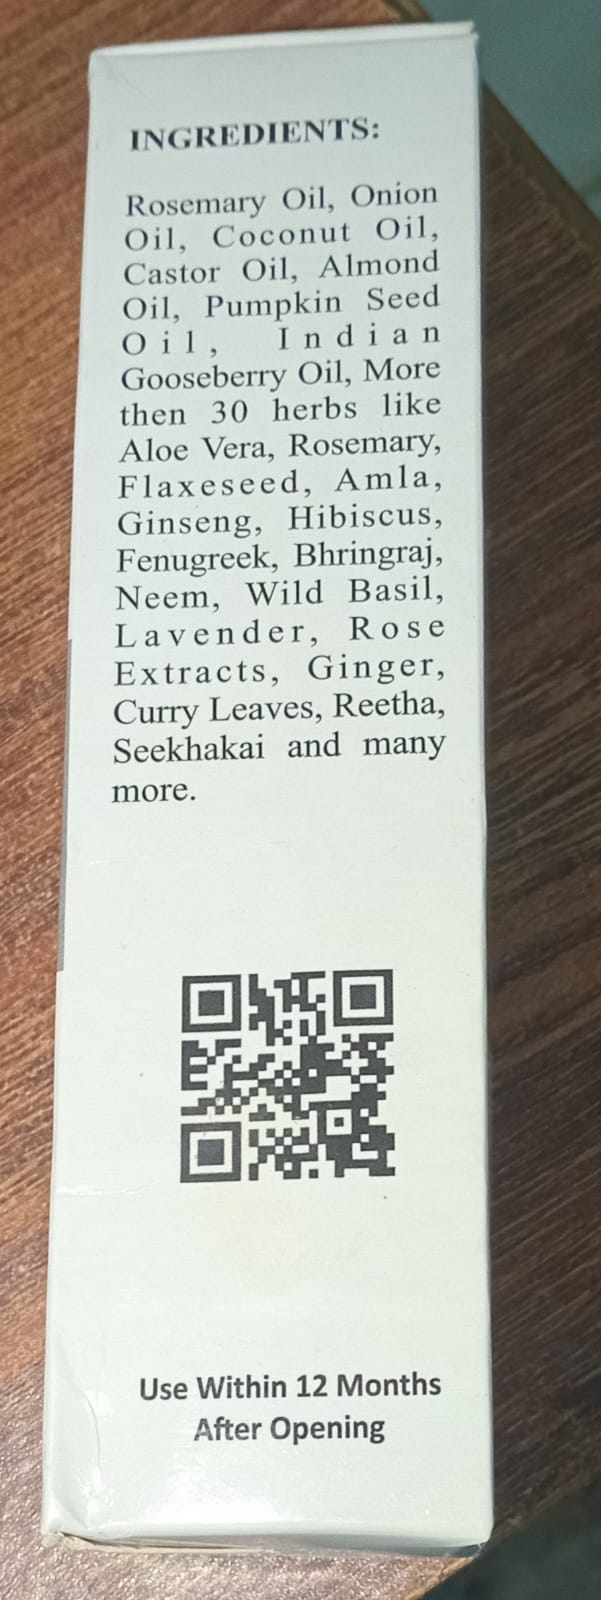 INGREDIENTS:
Rosemary Oil, Onion
Oil, Coconut Oil,
Castor Oil, Almond
Oil, Pumpkin Seed
Oil, Indian
Gooseberry Oil, More
then 30 herbs like
Aloe Vera, Rosemary,
Flaxeseed, Amla,
Ginseng, Hibiscus,
Fenugreek, Bhringraj,
Neem, Wild Basil,
Lavender, Rose
Extracts, Ginger,
Curry Leaves, Reetha,
Seekhakai and many
more.
Use Within 12 Months
After Opening